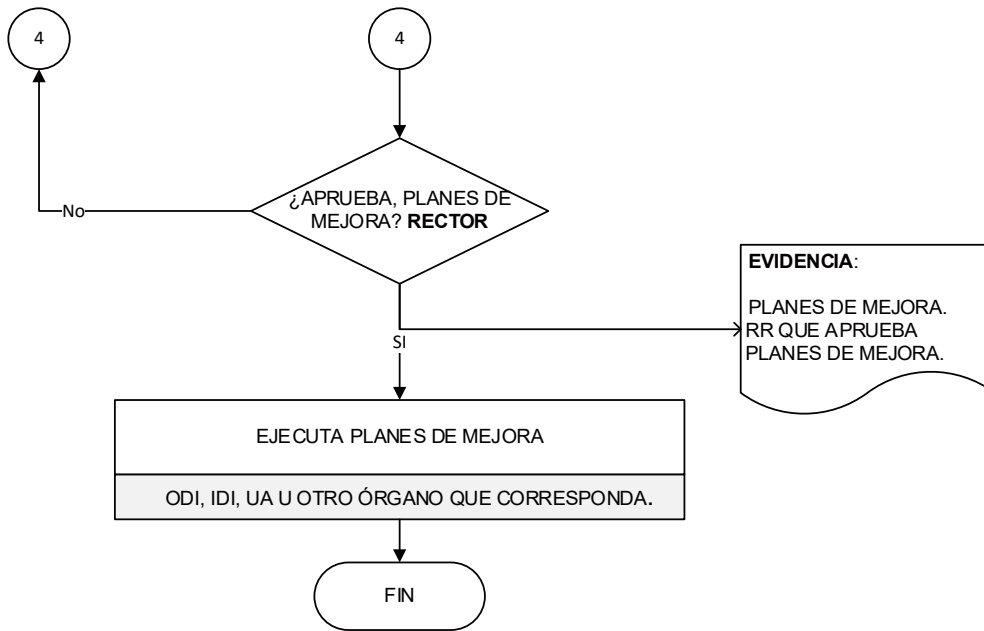 4
4
¿APRUEBA, PLANES DE
MEJORA? RECTOR
No
EVIDENCIA:
PLANES DE MEJORA.
RR QUE APRUEBA
PLANES DE MEJORA.
SI
EJECUTA PLANES DE MEJORA
ODI, IDI, UA U OTRO ÓRGANO QUE CORRESPONDA.
FIN